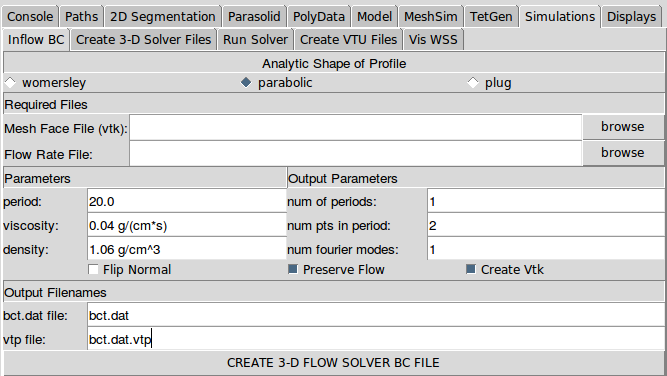 Console Paths 2D Segmentation Parasolid PolyData Model MeshSim TetGen Simulations Displays
Inflow BC Create 3-D Solver Files Run Solver Create VTU Files Vis WSS
Analytic Shape of Profile
womersley parabolic plug
Required Files
Mesh Face File (vtk): browse
Flow Rate File: browse
Parameters Output Parameters
period: 20.0 num of periods: 1
viscosity: 0.04 g/(cm*s) num pts in period: 2
density: 1.06 g/cm^3 num fourier modes: 1
Flip Normal Preserve Flow Create Vtk
Output Filenames
bct.dat file: bct.dat
vtp file: bct.dat.vtp
CREATE 3-D FLOW SOLVER BC FILE